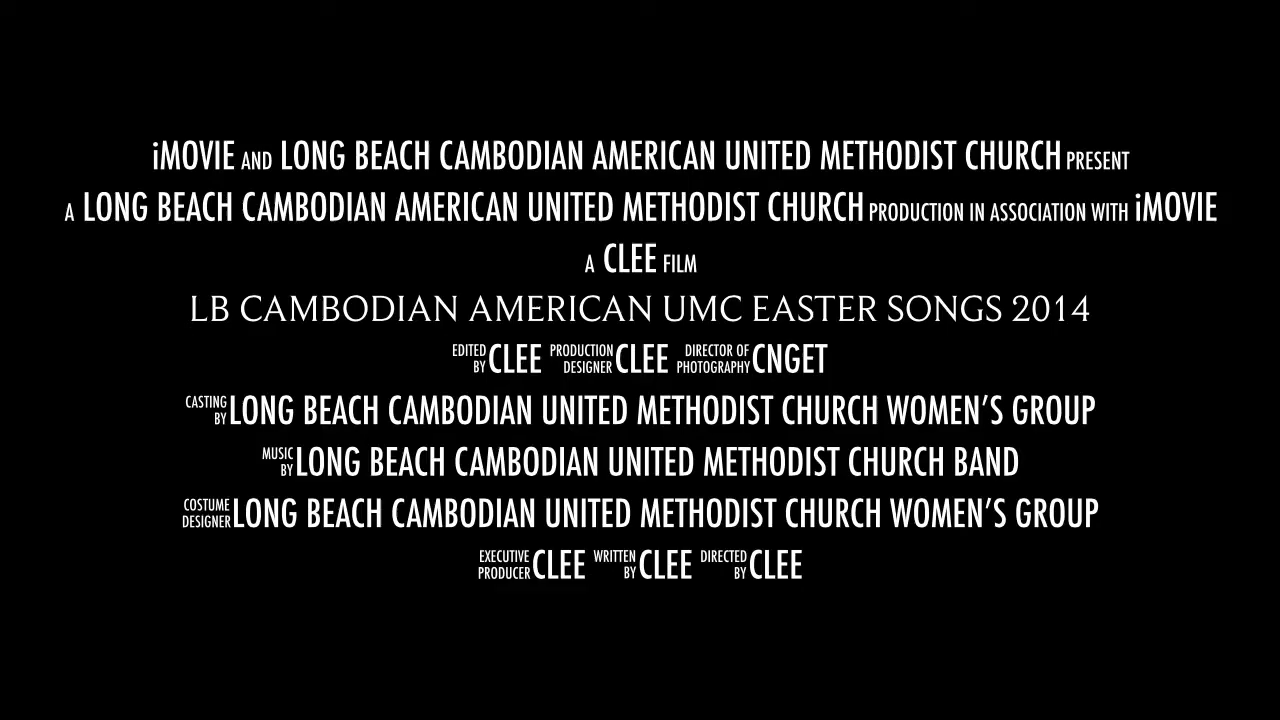 iMOVIE AND LONG BEACH CAMBODIAN AMERICAN UNITED METHODIST CHURCH PRESENT
A LONG BEACH CAMBODIAN AMERICAN UNITED METHODIST CHURCH PRODUCTION IN ASSOCIATION WITH iMOVIE
A CLEE FILM
LB CAMBODIAN AMERICAN UMC EASTER SONGS 2014
EDITED BY CLEE PRODUCTION DESIGNER CLEE DIRECTOR OF PHOTOGRAPHY CNGET
CASTING BY LONG BEACH CAMBODIAN UNITED METHODIST CHURCH WOMEN’S GROUP
MUSIC BY LONG BEACH CAMBODIAN UNITED METHODIST CHURCH BAND
COSTUME DESIGNER LONG BEACH CAMBODIAN UNITED METHODIST CHURCH WOMEN’S GROUP
EXECUTIVE PRODUCER CLEE WRITTEN BY CLEE DIRECTED BY CLEE